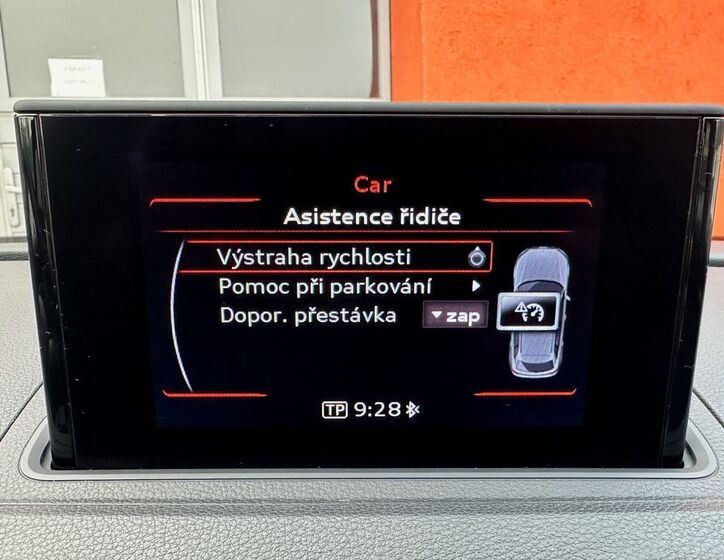 Car
Asistence řidiče
Výstraha rychlosti
Pomoc při parkování
Dopor. přestávka zap
TP 9:28